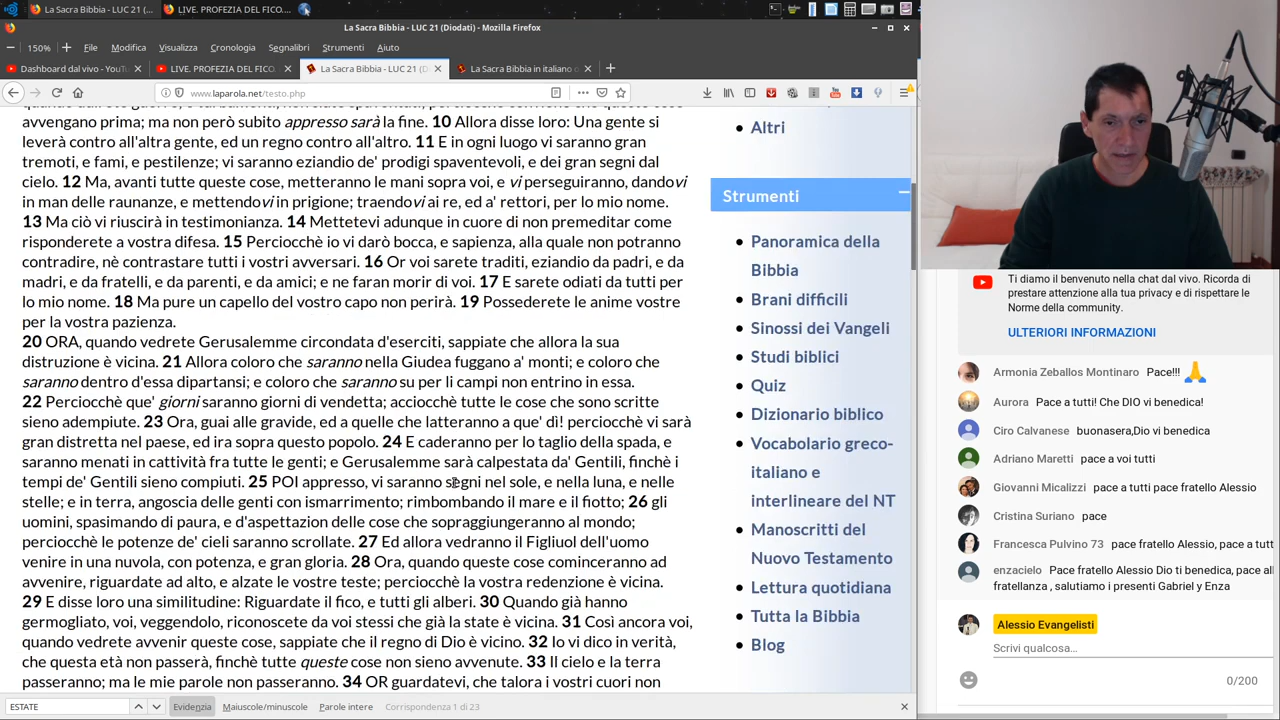 La Sacra Bibbia - LUC 21 (...
LIVE. PROFEZIA DEL FICO....
La Sacra Bibbia - LUC 21 (Diodati) - Mozilla Firefox
150% File Modifica Visualizza Cronologia Segnalibri Strumenti Aiuto
Dashboard dal vivo - YouT
LIVE. PROFEZIA DEL FICO
La Sacra Bibbia - LUC 21 (D
La Sacra Bibbia in italiano o
www.laparola.net/testo.php
avvengano prima; ma non però subito appresso sarà la fine. 10 Allora disse loro: Una gente si
leverà contro all'altra gente, ed un regno contro all'altro. 11 E in ogni luogo vi saranno gran
tremoti, e fami, e pestilenze; vi saranno eziandio de' prodigi spaventevoli, e dei gran segni dal
cielo. 12 Ma, avanti tutte queste cose, metteranno le mani sopra voi, e vi perseguiranno, dandovi
in man delle raunanze, e mettendovi in prigione; traendovi ai re, ed a' rettori, per lo mio nome.
13 Ma ciò vi riuscirà in testimonianza. 14 Mettetevi adunque in cuore di non premeditar come
risponderete a vostra difesa. 15 Perciocchè io vi darò bocca, e sapienza, alla quale non potranno
contradire, nè contrastare tutti i vostri avversari. 16 Or voi sarete traditi, eziandio da padri, e da
madri, e da fratelli, e da parenti, e da amici; e ne faran morir di voi. 17 E sarete odiati da tutti per
lo mio nome. 18 Ma pure un capello del vostro capo non perirà. 19 Possederete le anime vostre
per la vostra pazienza.
20 ORA, quando vedrete Gerusalemme circondata d'eserciti, sappiate che allora la sua
distruzione è vicina. 21 Allora coloro che saranno nella Giudea fuggano a' monti; e coloro che
saranno dentro d'essa dipartansi; e coloro che saranno su per li campi non entrino in essa.
22 Perciocchè que' giorni saranno giorni di vendetta; acciocchè tutte le cose che sono scritte
sieno adempiute. 23 Ora, guai alle gravide, ed a quelle che latteranno a que' dì! perciocchè vi sarà
gran distretta nel paese, ed ira sopra questo popolo. 24 E caderanno per lo taglio della spada, e
saranno menati in cattività fra tutte le genti; e Gerusalemme sarà calpestata da' Gentili, finchè i
tempi de' Gentili sieno compiuti. 25 POI appresso, vi saranno segni nel sole, e nella luna, e nelle
stelle; e in terra, angoscia delle genti con ismarrimento; rimbombando il mare e il fiotto; 26 gli
uomini, spasimando di paura, e d'aspettazion delle cose che sopraggiungeranno al mondo;
perciocchè le potenze de' cieli saranno scrollate. 27 Ed allora vedranno il Figliuol dell'uomo
venire in una nuvola, con potenza, e gran gloria. 28 Ora, quando queste cose cominceranno ad
avvenire, riguardate ad alto, e alzate le vostre teste; perciocchè la vostra redenzione è vicina.
29 E disse loro una similitudine: Riguardate il fico, e tutti gli alberi. 30 Quando già hanno
germogliato, voi, veggendolo, riconoscete da voi stessi che già la state è vicina. 31 Così ancora voi,
quando vedrete avvenir queste cose, sappiate che il regno di Dio è vicino. 32 Io vi dico in verità,
che questa età non passerà, finchè tutte queste cose non sieno avvenute. 33 Il cielo e la terra
passeranno; ma le mie parole non passeranno. 34 OR guardatevi, che talora i vostri cuori non
Altri
Strumenti
Panoramica della
Bibbia
Brani difficili
Sinossi dei Vangeli
Studi biblici
Quiz
Dizionario biblico
Vocabolario greco-
italiano e
interlineare del NT
Manoscritti del
Nuovo Testamento
Lettura quotidiana
Tutta la Bibbia
Blog
ESTATE
Evidenzia Maiuscole/minuscole Parole intere Corrispondenza 1 di 23
Ti diamo il benvenuto nella chat dal vivo. Ricorda di
prestare attenzione alla tua privacy e di rispettare le
Norme della community.
ULTERIORI INFORMAZIONI
Armonia Zeballos Montinaro Pace!!!🙏
Aurora Pace a tutti! Che DIO vi benedica!
Ciro Calvanese buonasera,Dio vi benedica
Adriano Maretti pace a voi tutti
Giovanni Micalizzi pace pace fratello Alessio
Cristina Suriano pace
Francesca Pulvino 73 pace fratello Alessio, pace a tutt
enzacielo Pace fratello Alessio Dio ti benedica, pace all
fratellanza , salutiamo i presenti Gabriel y Enza
Alessio Evangelisti
Scrivi qualcosa...
0/200